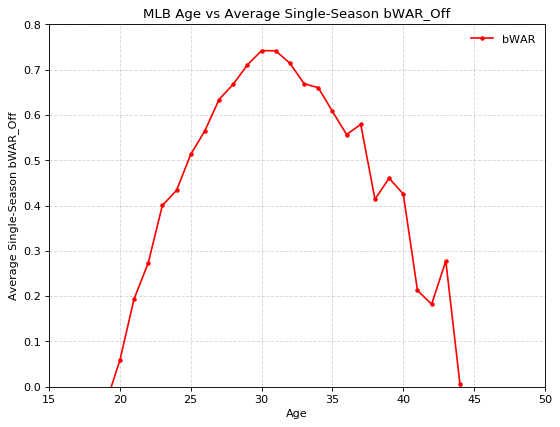 MLB Age vs Average Single-Season bWAR_Off
bWAR
Average Single-Season bWAR_Off
0.8
0.7
0.6
0.5
0.4
0.3
0.2
0.1
0.0
15 20 25 30 35 40 45 50
Age